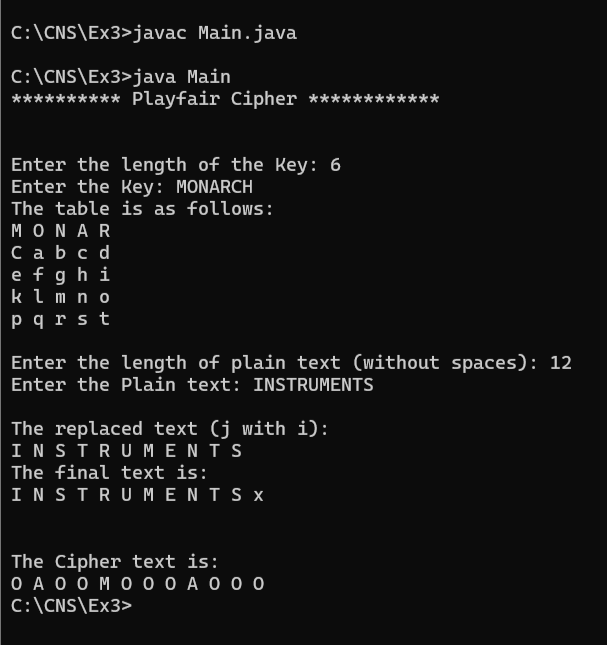 C:\CNS\Ex3>javac Main.java
C:\CNS\Ex3>java Main
********** Playfair Cipher ************
Enter the length of the Key: 6
Enter the Key: MONARCH
The table is as follows:
M O N A R
C a b c d
e f g h i
k l m n o
p q r s t
Enter the length of plain text (without spaces): 12
Enter the Plain text: INSTRUMENTS
The replaced text (j with i):
I N S T R U M E N T S
The final text is:
I N S T R U M E N T S x
The Cipher text is:
O A O O M O O O A O O O
C:\CNS\Ex3>